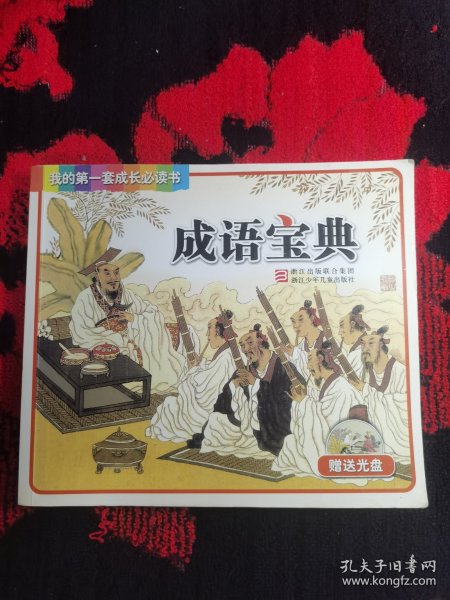 我的第一套成长必读书
成语宝典
浙江出版联合集团
浙江少年儿童出版社
赠送光盘
孔夫子旧书网
www.kongfz.com